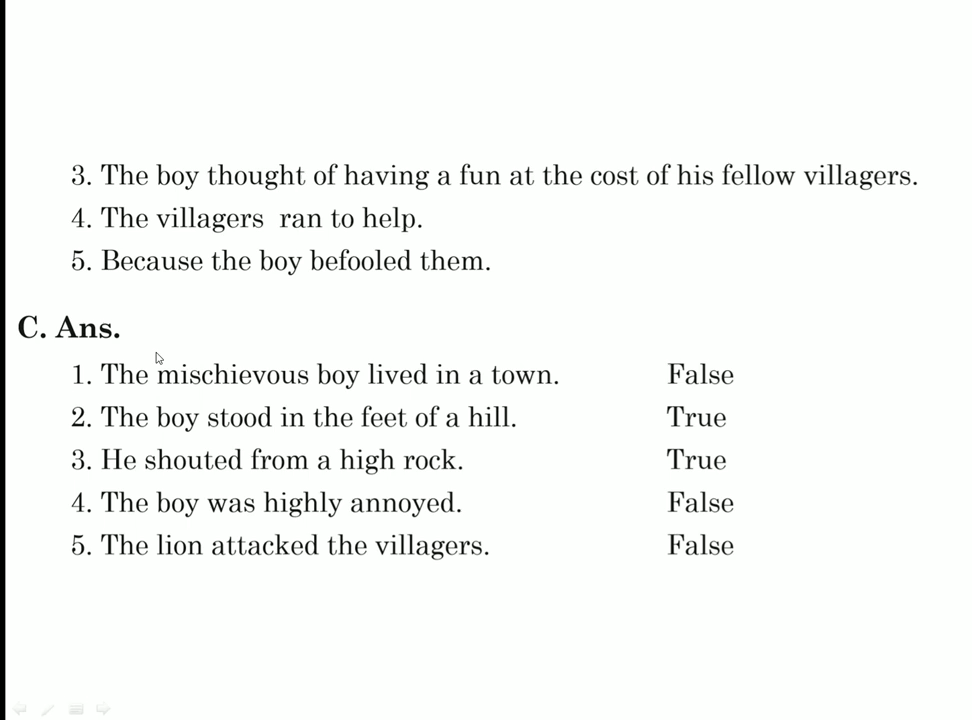 3. The boy thought of having a fun at the cost of his fellow villagers.
4. The villagers ran to help.
5. Because the boy befooled them.
C. Ans.
1. The mischievous boy lived in a town. False
2. The boy stood in the feet of a hill. True
3. He shouted from a high rock. True
4. The boy was highly annoyed. False
5. The lion attacked the villagers. False